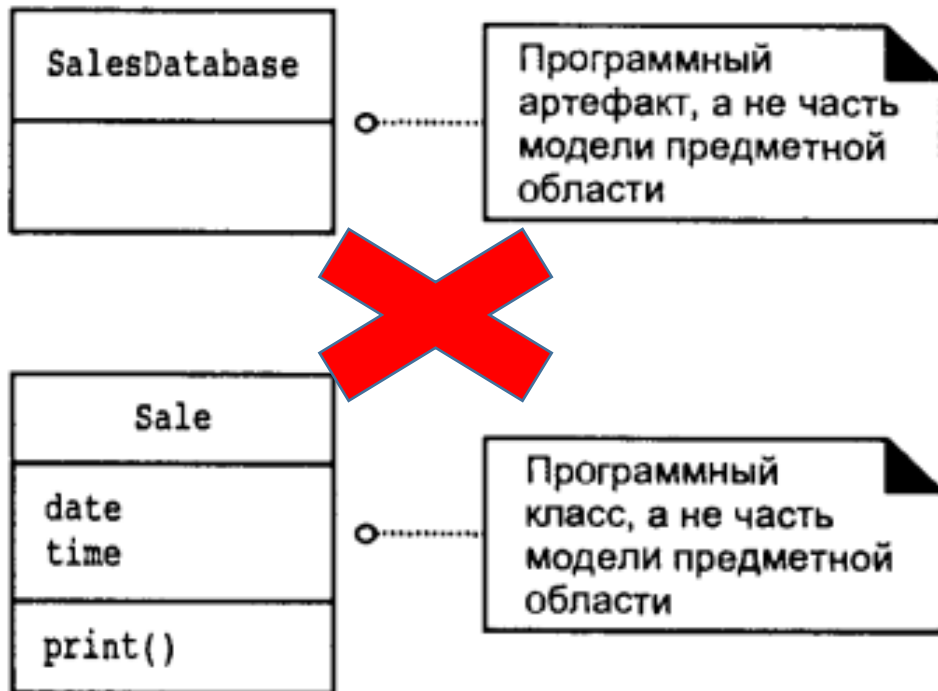 SalesDatabase
Программный
артефакт, а не часть
модели предметной
области
Sale
date
time
print()
Программный
класс, а не часть
модели предметной
области